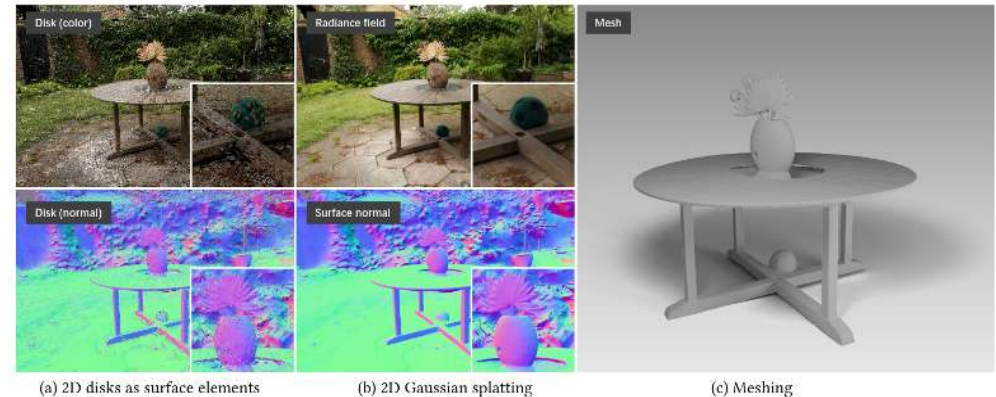 Disk (color)
Radiance field
Mesh
Disk (normal)
Surface normal
(a) 2D disks as surface elements
(b) 2D Gaussian splatting
(c) Meshing